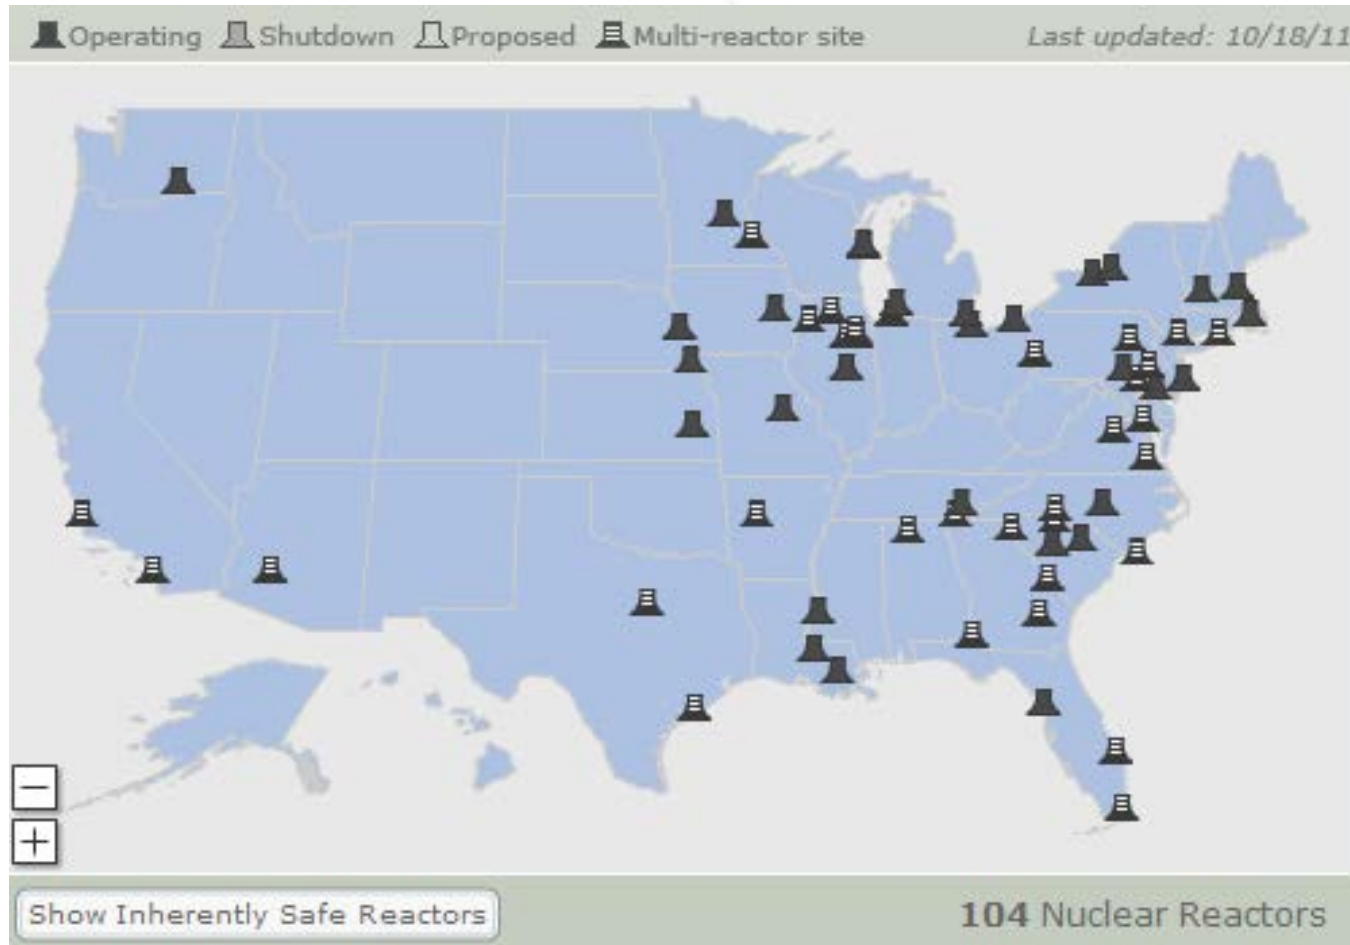 Operating Shutdown Proposed Multi-reactor site Last updated: 10/18/11
−
+
Show Inherently Safe Reactors 104 Nuclear Reactors